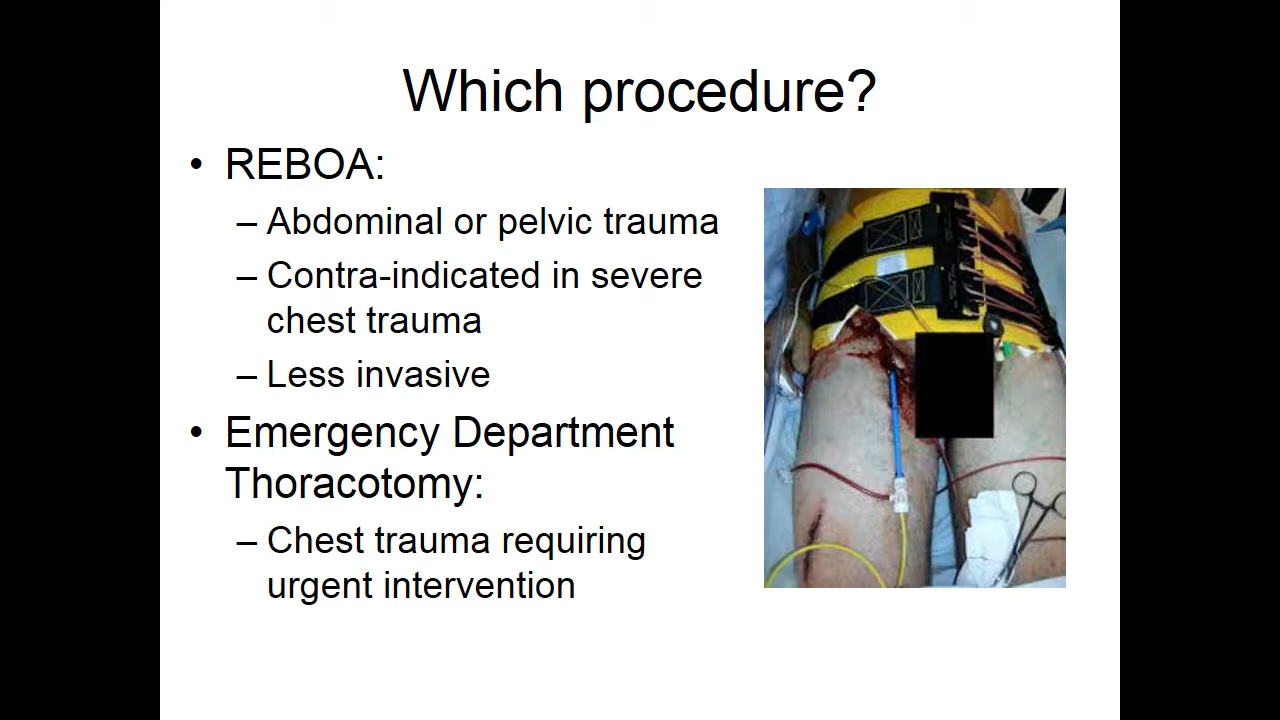 Which procedure?
• REBOA:
– Abdominal or pelvic trauma
– Contra-indicated in severe
chest trauma
– Less invasive
• Emergency Department
Thoracotomy:
– Chest trauma requiring
urgent intervention